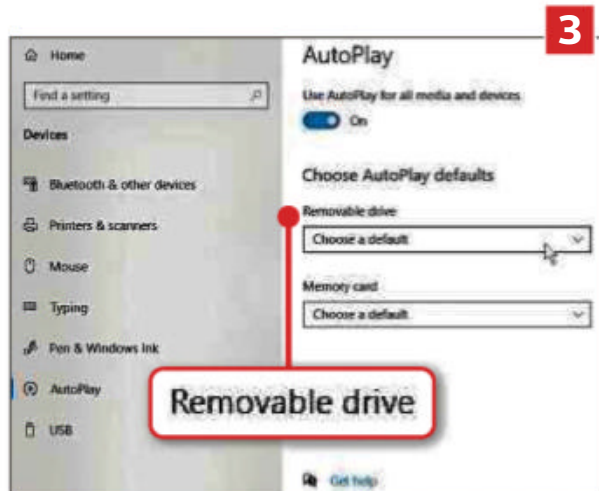 3
Home
Find a setting
Devices
Bluetooth & other devices
Printers & scanners
Mouse
Typing
Pen & Windows Ink
AutoPlay
USB
AutoPlay
Use AutoPlay for all media and devices
On
Choose AutoPlay defaults
Removable drive
Choose a default
Memory card
Choose a default
Removable drive
Get help